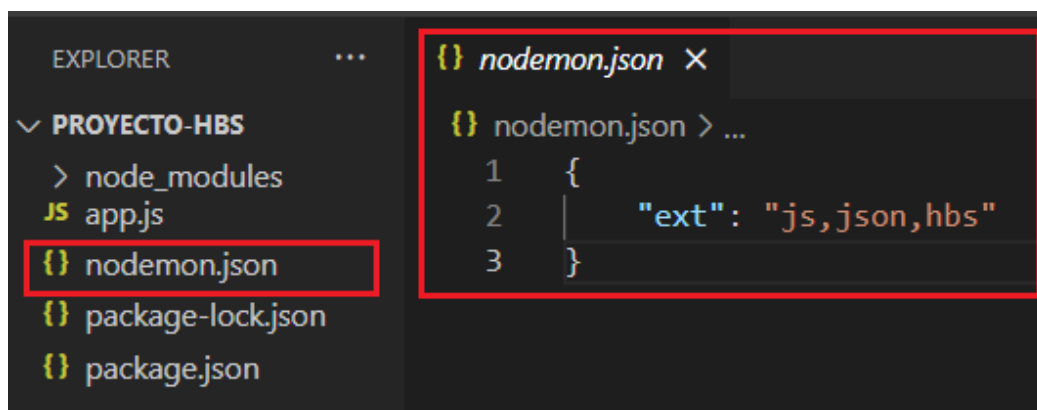 EXPLORER ...
PROYECTO-HBS
node_modules
JS app.js
{} nodemon.json
{} package-lock.json
{} package.json
{} nodemon.json ×
{} nodemon.json > ...
1 {
2 "ext": "js,json,hbs"
3 }